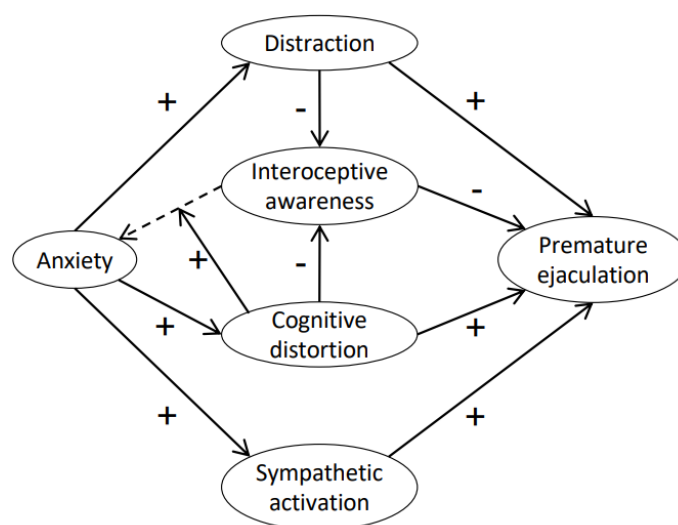 Distraction
+
+
-
Interoceptive
awareness
-
Anxiety
+
-
Premature
ejaculation
+
Cognitive
distortion
+
+
+
Sympathetic
activation